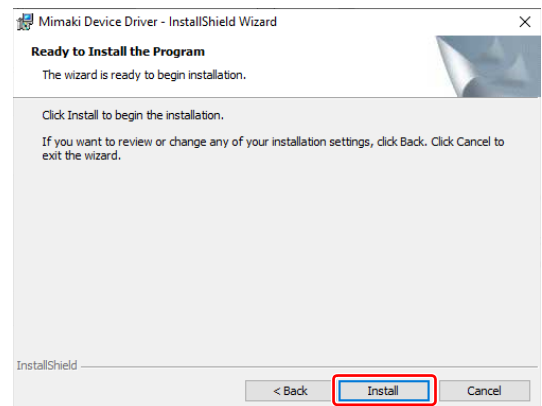 Mimaki Device Driver - InstallShield Wizard
Ready to Install the Program
The wizard is ready to begin installation.
Click Install to begin the installation.
If you want to review or change any of your installation settings, click Back. Click Cancel to
exit the wizard.
InstallShield
< Back Install Cancel